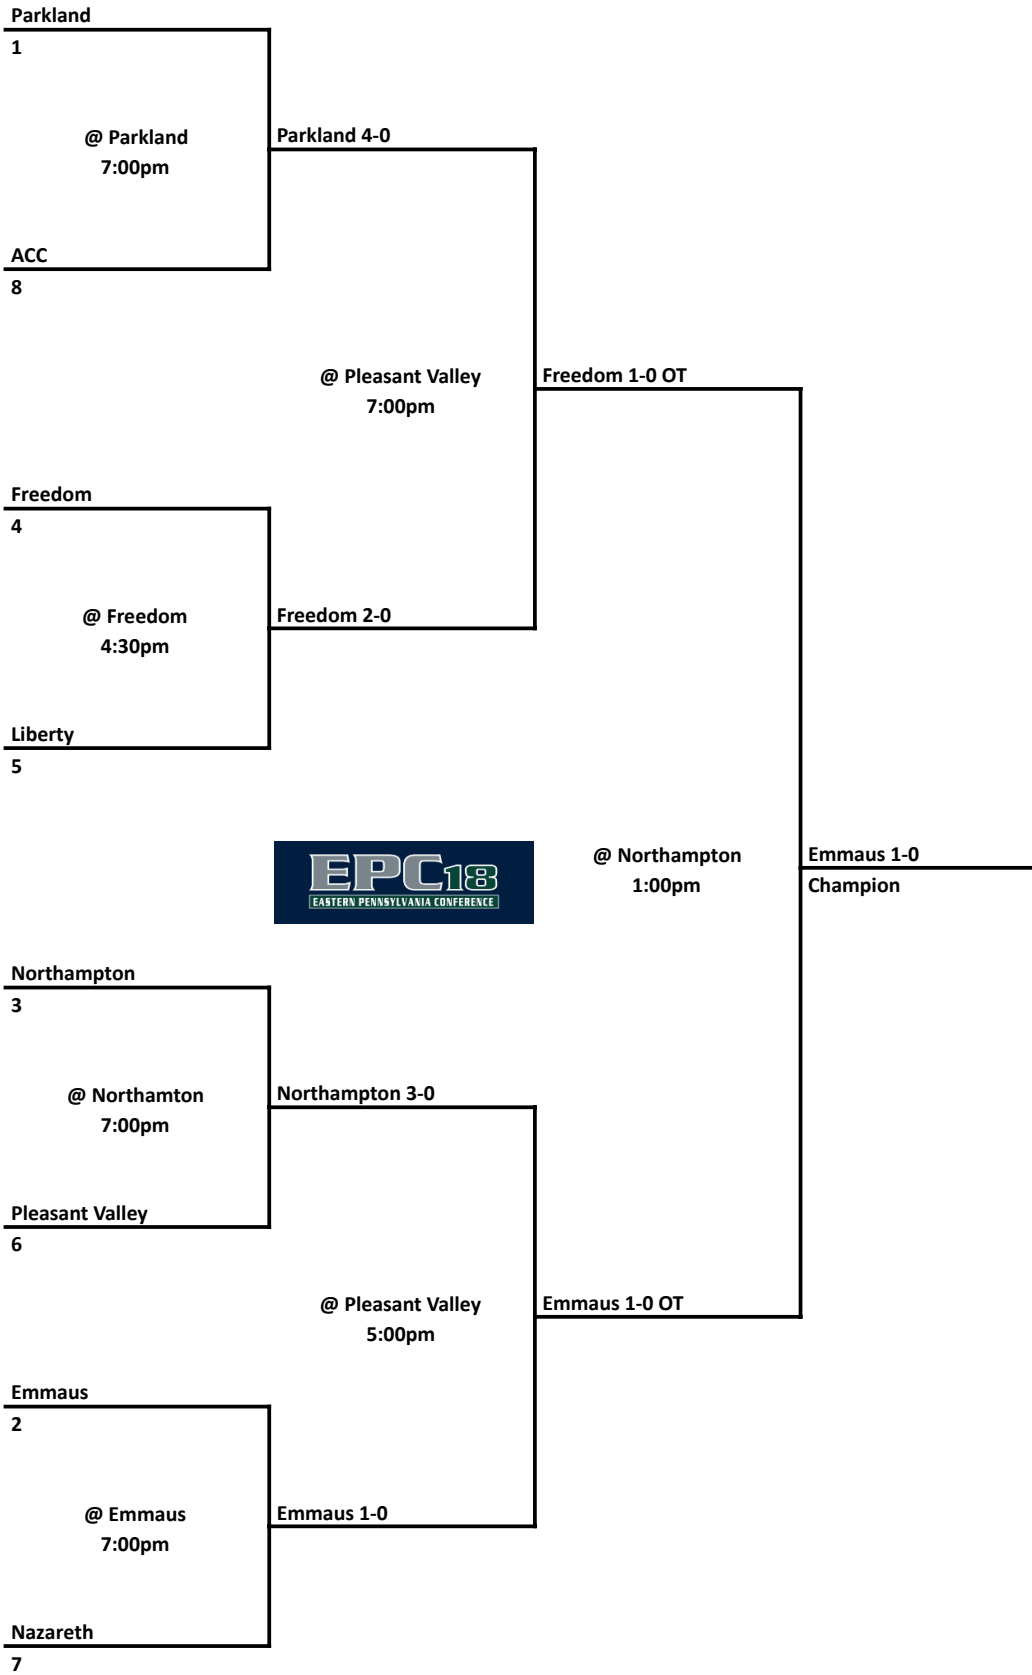 Parkland
1
@ Parkland
7:00pm
Parkland 4-0
ACC
8
@ Pleasant Valley
7:00pm
Freedom 1-0 OT
Freedom
4
@ Freedom
4:30pm
Freedom 2-0
Liberty
5
EPC18
EASTERN PENNSYLVANIA CONFERENCE
@ Northampton
1:00pm
Emmaus 1-0
Champion
Northampton
3
@ Northamton
7:00pm
Northampton 3-0
Pleasant Valley
6
@ Pleasant Valley
5:00pm
Emmaus 1-0 OT
Emmaus
2
@ Emmaus
7:00pm
Emmaus 1-0
Nazareth
7